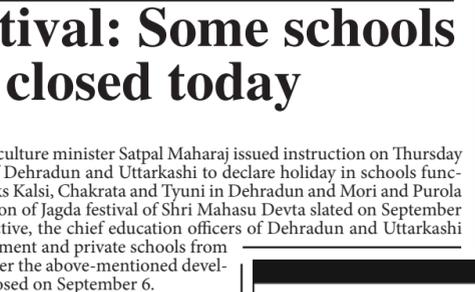 tival: Some schools
closed today
culture minister Satpal Maharaj issued instruction on Thursday
Dehradun and Uttarkashi to declare holiday in schools func-
ks Kalsi, Chakrata and Tyuni in Dehradun and Mori and Purola
on of Jagda festival of Shri Mahasu Devta slated on September
tive, the chief education officers of Dehradun and Uttarkashi
ment and private schools from
er the above-mentioned devel-
osed on September 6.